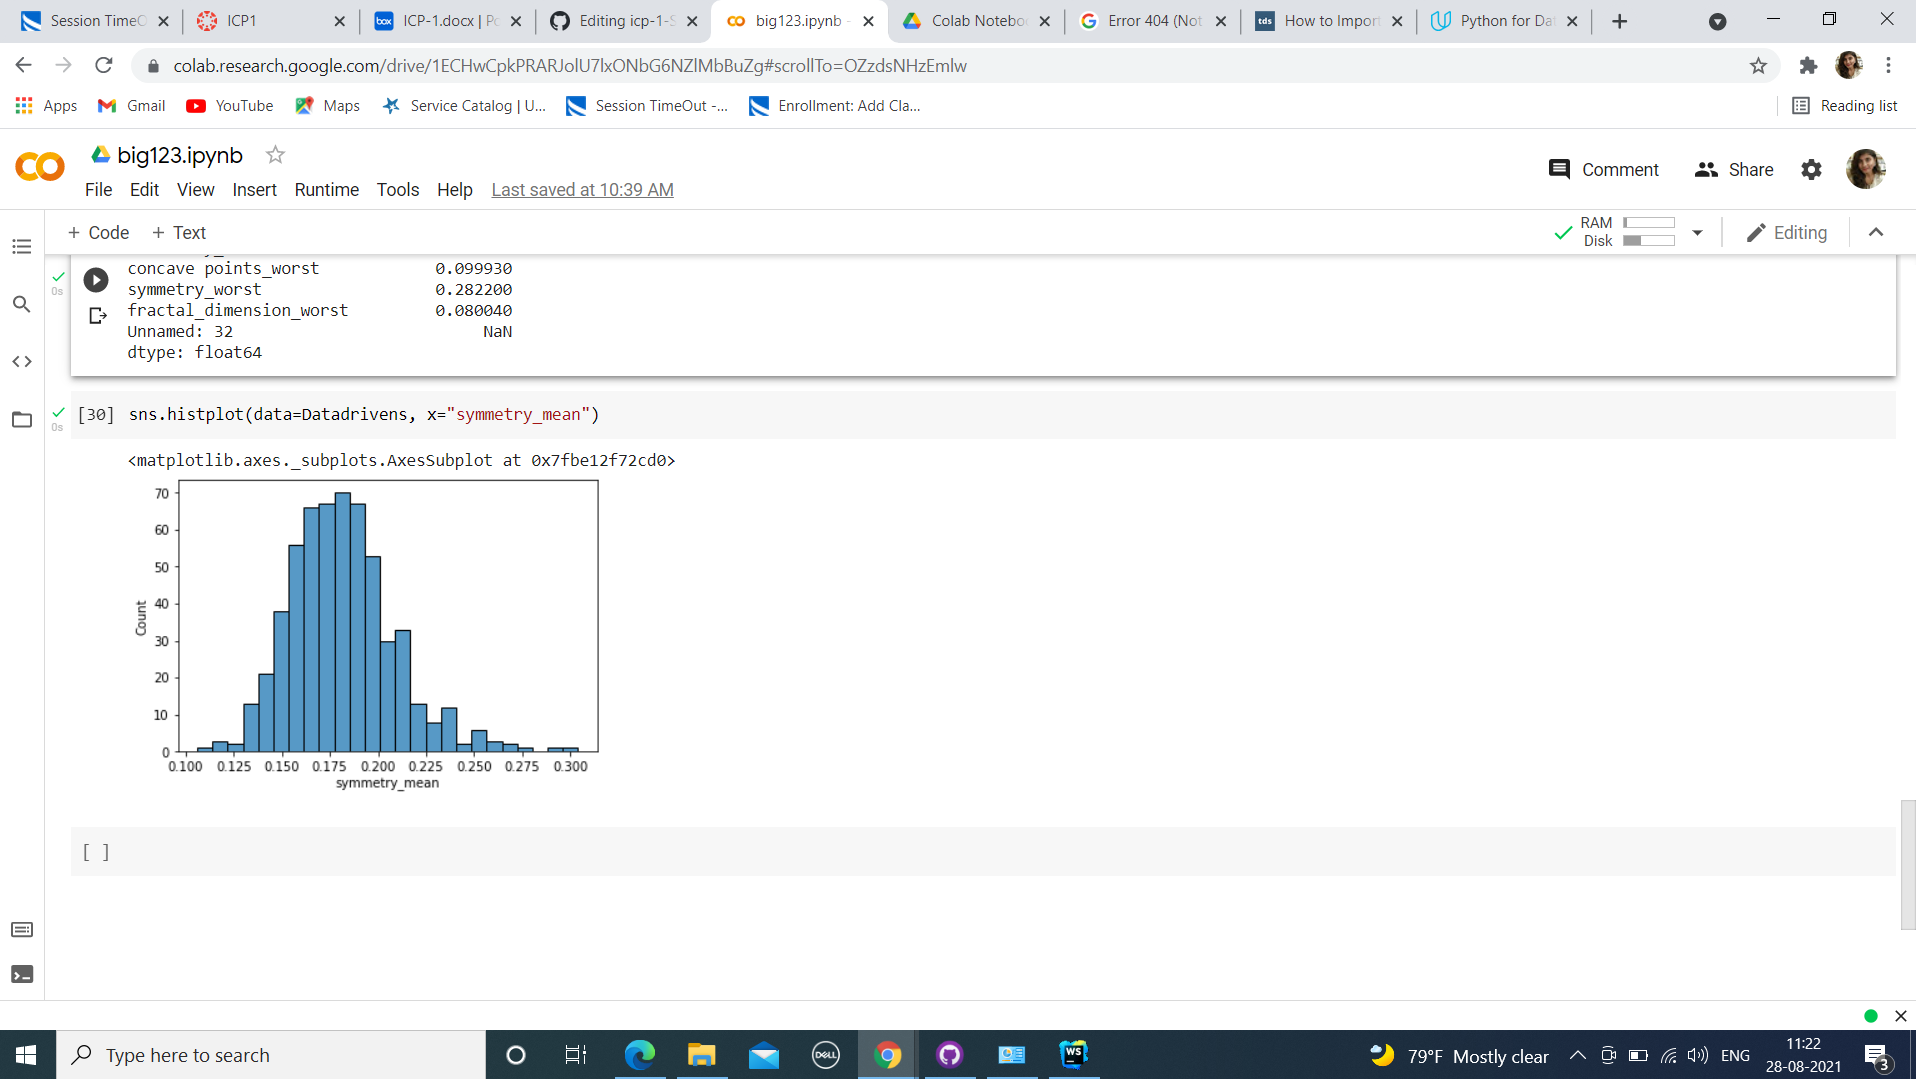 Session TimeO
ICP1
ICP-1.docx | Po
Editing icp-1-S
big123.ipynb -
Colab Noteboo
Error 404 (Not
How to Import
Python for Dat
colab.research.google.com/drive/1ECHwCpkPRARJolU7lxONbG6NZlMbBuZg#scrollTo=OZzdsNHzEmlw
Apps
Gmail
YouTube
Maps
Service Catalog | U...
Session TimeOut -...
Enrollment: Add Cla...
Reading list
big123.ipynb
Comment
Share
File Edit View Insert Runtime Tools Help Last saved at 10:39 AM
+ Code + Text
RAM
Disk
Editing
concave points_worst 0.099930
0s
symmetry_worst 0.282200
fractal_dimension_worst 0.080040
Unnamed: 32 NaN
dtype: float64
[30] sns.histplot(data=Datadrivens, x="symmetry_mean")
0s
<matplotlib.axes._subplots.AxesSubplot at 0x7fbe12f72cd0>
70
60
50
40
30
20
10
0
Count
0.100 0.125 0.150 0.175 0.200 0.225 0.250 0.275 0.300
symmetry_mean
[ ]
Type here to search
DELL
WS
79°F Mostly clear
ENG
11:22
28-08-2021
3